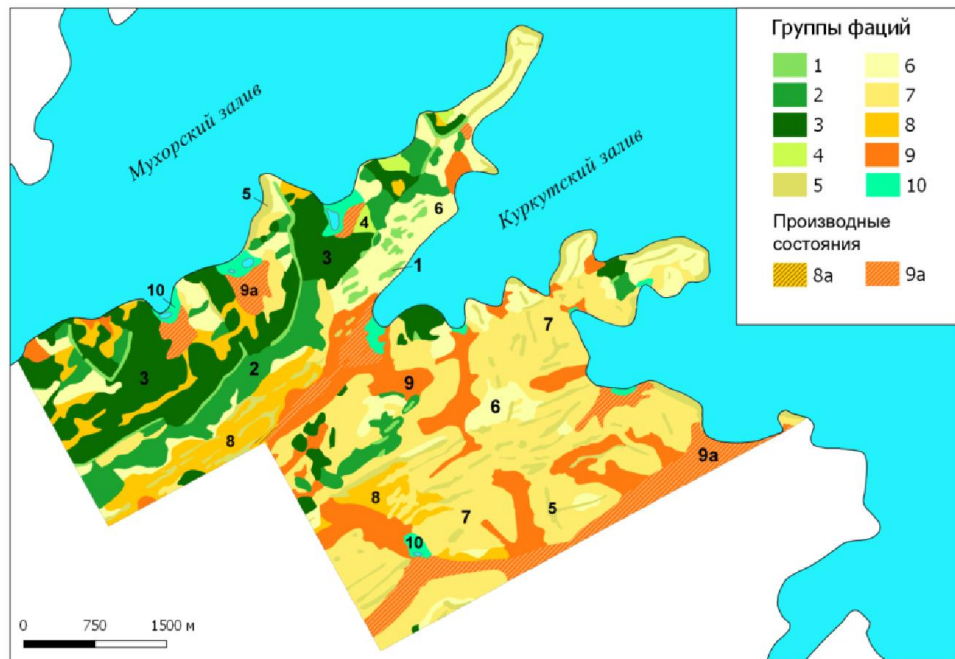 Группы фаций
1
6
2
7
3
8
4
9
5
10
Производные
состояния
8а
9а
Мухорский залив
Куркутский залив
5
4
6
3
1
10
9а
7
2
3
9
6
8
9а
8
5
7
10
0 750 1500 м